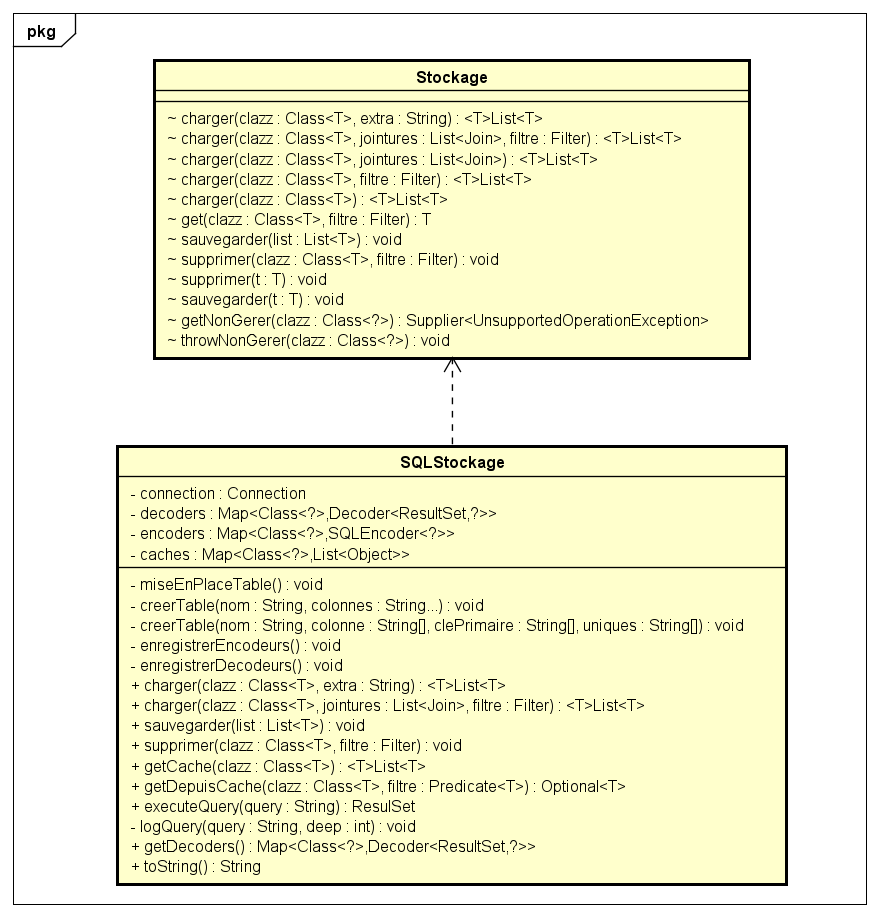 pkg
Stockage
~ charger(clazz : Class<T>, extra : String) : <T>List<T>
~ charger(clazz : Class<T>, jointures : List<Join>, filtre : Filter) : <T>List<T>
~ charger(clazz : Class<T>, jointures : List<Join>) : <T>List<T>
~ charger(clazz : Class<T>, filtre : Filter) : <T>List<T>
~ charger(clazz : Class<T>) : <T>List<T>
~ get(clazz : Class<T>, filtre : Filter) : T
~ sauvegarder(list : List<T>) : void
~ supprimer(clazz : Class<T>, filtre : Filter) : void
~ supprimer(t : T) : void
~ sauvegarder(t : T) : void
~ getNonGerer(clazz : Class<?>) : Supplier<UnsupportedOperationException>
~ throwNonGerer(clazz : Class<?>) : void
SQLStockage
- connection : Connection
- decoders : Map<Class<?>,Decoder<ResultSet,?>>
- encoders : Map<Class<?>,SQLEncoder<?>>
- caches : Map<Class<?>,List<Object>>
- miseEnPlaceTable() : void
- creerTable(nom : String, colonnes : String...) : void
- creerTable(nom : String, colonne : String[], clePrimaire : String[], uniques : String[]) : void
- enregistrerEncodeurs() : void
- enregistrerDecodeurs() : void
+ charger(clazz : Class<T>, extra : String) : <T>List<T>
+ charger(clazz : Class<T>, jointures : List<Join>, filtre : Filter) : <T>List<T>
+ sauvegarder(list : List<T>) : void
+ supprimer(clazz : Class<T>, filtre : Filter) : void
+ getCache(clazz : Class<T>) : <T>List<T>
+ getDepuisCache(clazz : Class<T>, filtre : Predicate<T>) : Optional<T>
+ executeQuery(query : String) : ResulSet
- logQuery(query : String, deep : int) : void
+ getDecoders() : Map<Class<?>,Decoder<ResultSet,?>>
+ toString() : String